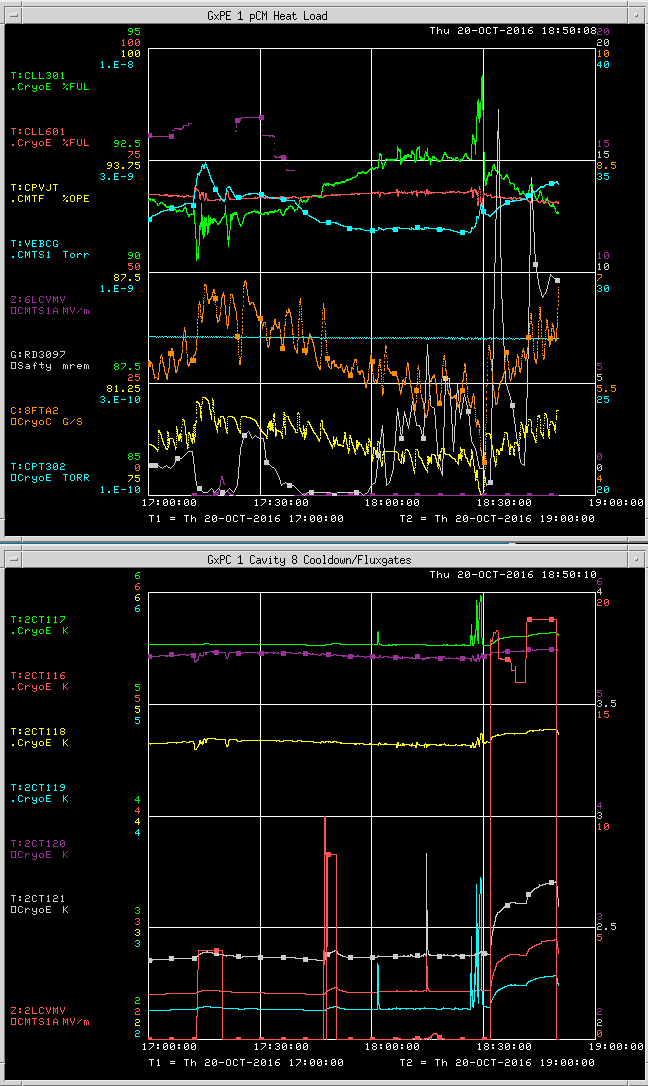 GxPE 1 pCM Heat Load
Thu 20-OCT-2016 18:50:08
95
100
100
1.E-8
20
20
10
40
T:CLL301
.CryoE %FUL
T:CLL601
.CryoE %FUL
92.5
75
93.75
3.E-9
15
15
8.5
35
T:CPVJT
.CMTF %OPE
T:VEBCG
.CMTS1 Torr
90
50
87.5
1.E-9
10
10
7
30
Z:6LCVMV
□CMTS1AMV/m
G:RD3097
□Safty mrem
87.5
25
81.25
3.E-10
5
5
5.5
25
C:8FTA2
□CryoC G/S
T:CPT302
□CryoE TORR
85
0
75
1.E-10
0
0
4
20
17:00:00 17:30:00 18:00:00 18:30:00 19:00:00
T1 = Th 20-OCT-2016 17:00:00 T2 = Th 20-OCT-2016 19:00:00
GxPC 1 Cavity 8 Cooldown/Fluxgates
Thu 20-OCT-2016 18:50:10
6
6
6
6
6
4
20
T:2CT117
.CryoE K
T:2CT116
.CryoE K
5
5
5
5
5
3.5
15
T:2CT118
.CryoE K
T:2CT119
.CryoE K
4
4
4
4
4
3
10
T:2CT120
□CryoE K
T:2CT121
□CryoE K
3
3
3
3
3
2.5
5
Z:2LCVMV
□CMTS1AMV/m
2
2
2
2
2
2
0
17:00:00 17:30:00 18:00:00 18:30:00 19:00:00
T1 = Th 20-OCT-2016 17:00:00 T2 = Th 20-OCT-2016 19:00:00